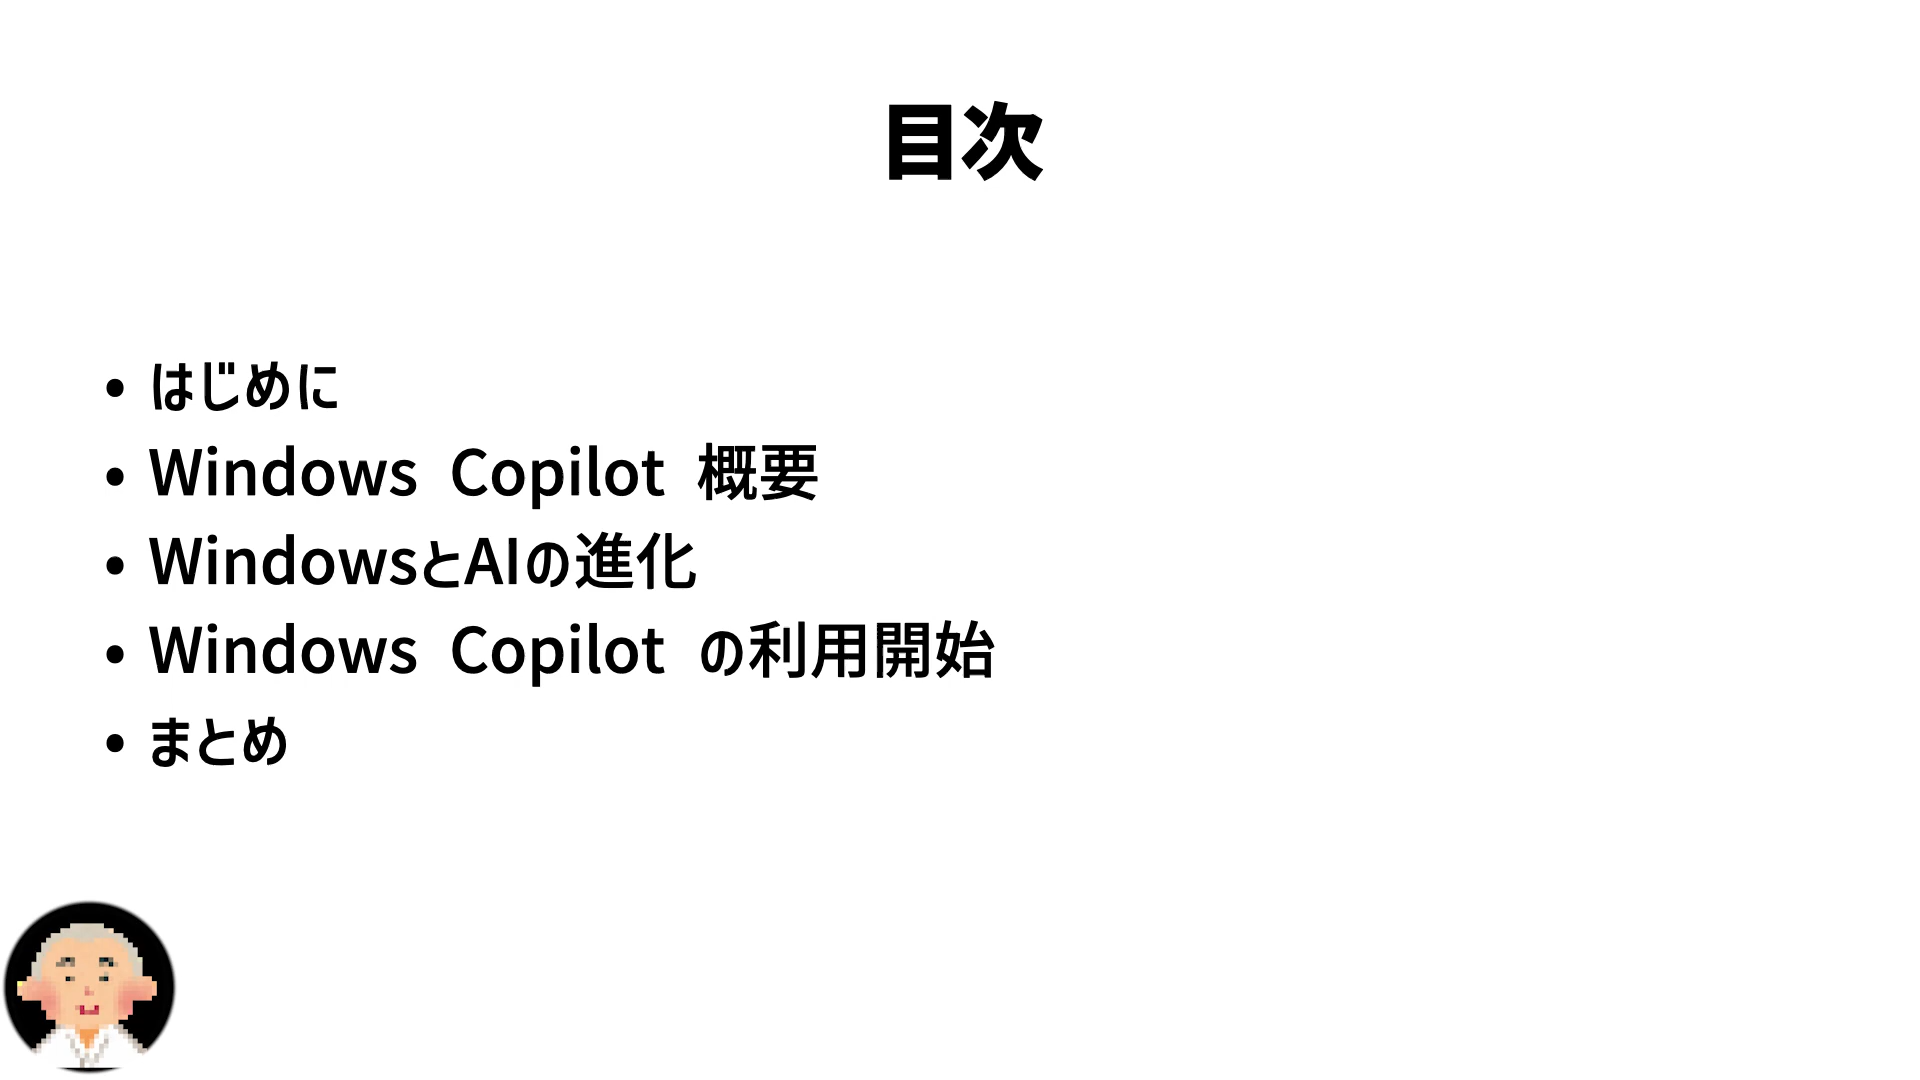 目次
• はじめに
• Windows Copilot 概要
• WindowsとAIの進化
• Windows Copilot の利用開始
• まとめ